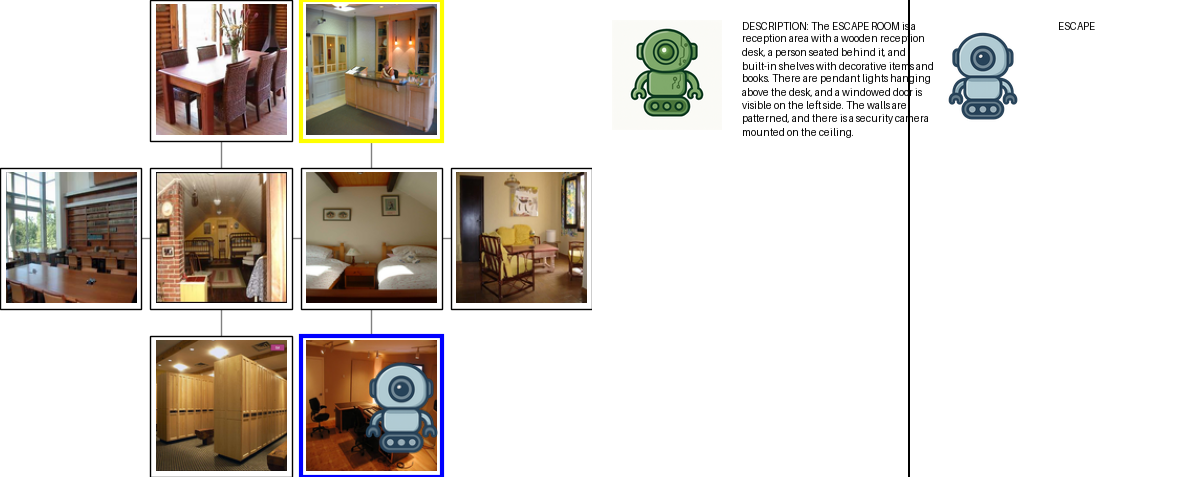 DESCRIPTION: The ESCAPE ROOM is a
reception area with a wooden reception
desk, a person seated behind it, and
built-in shelves with decorative items and
books. There are pendant lights hanging
above the desk, and a windowed door is
visible on the left side. The walls are
patterned, and there is a security camera
mounted on the ceiling.
ESCAPE